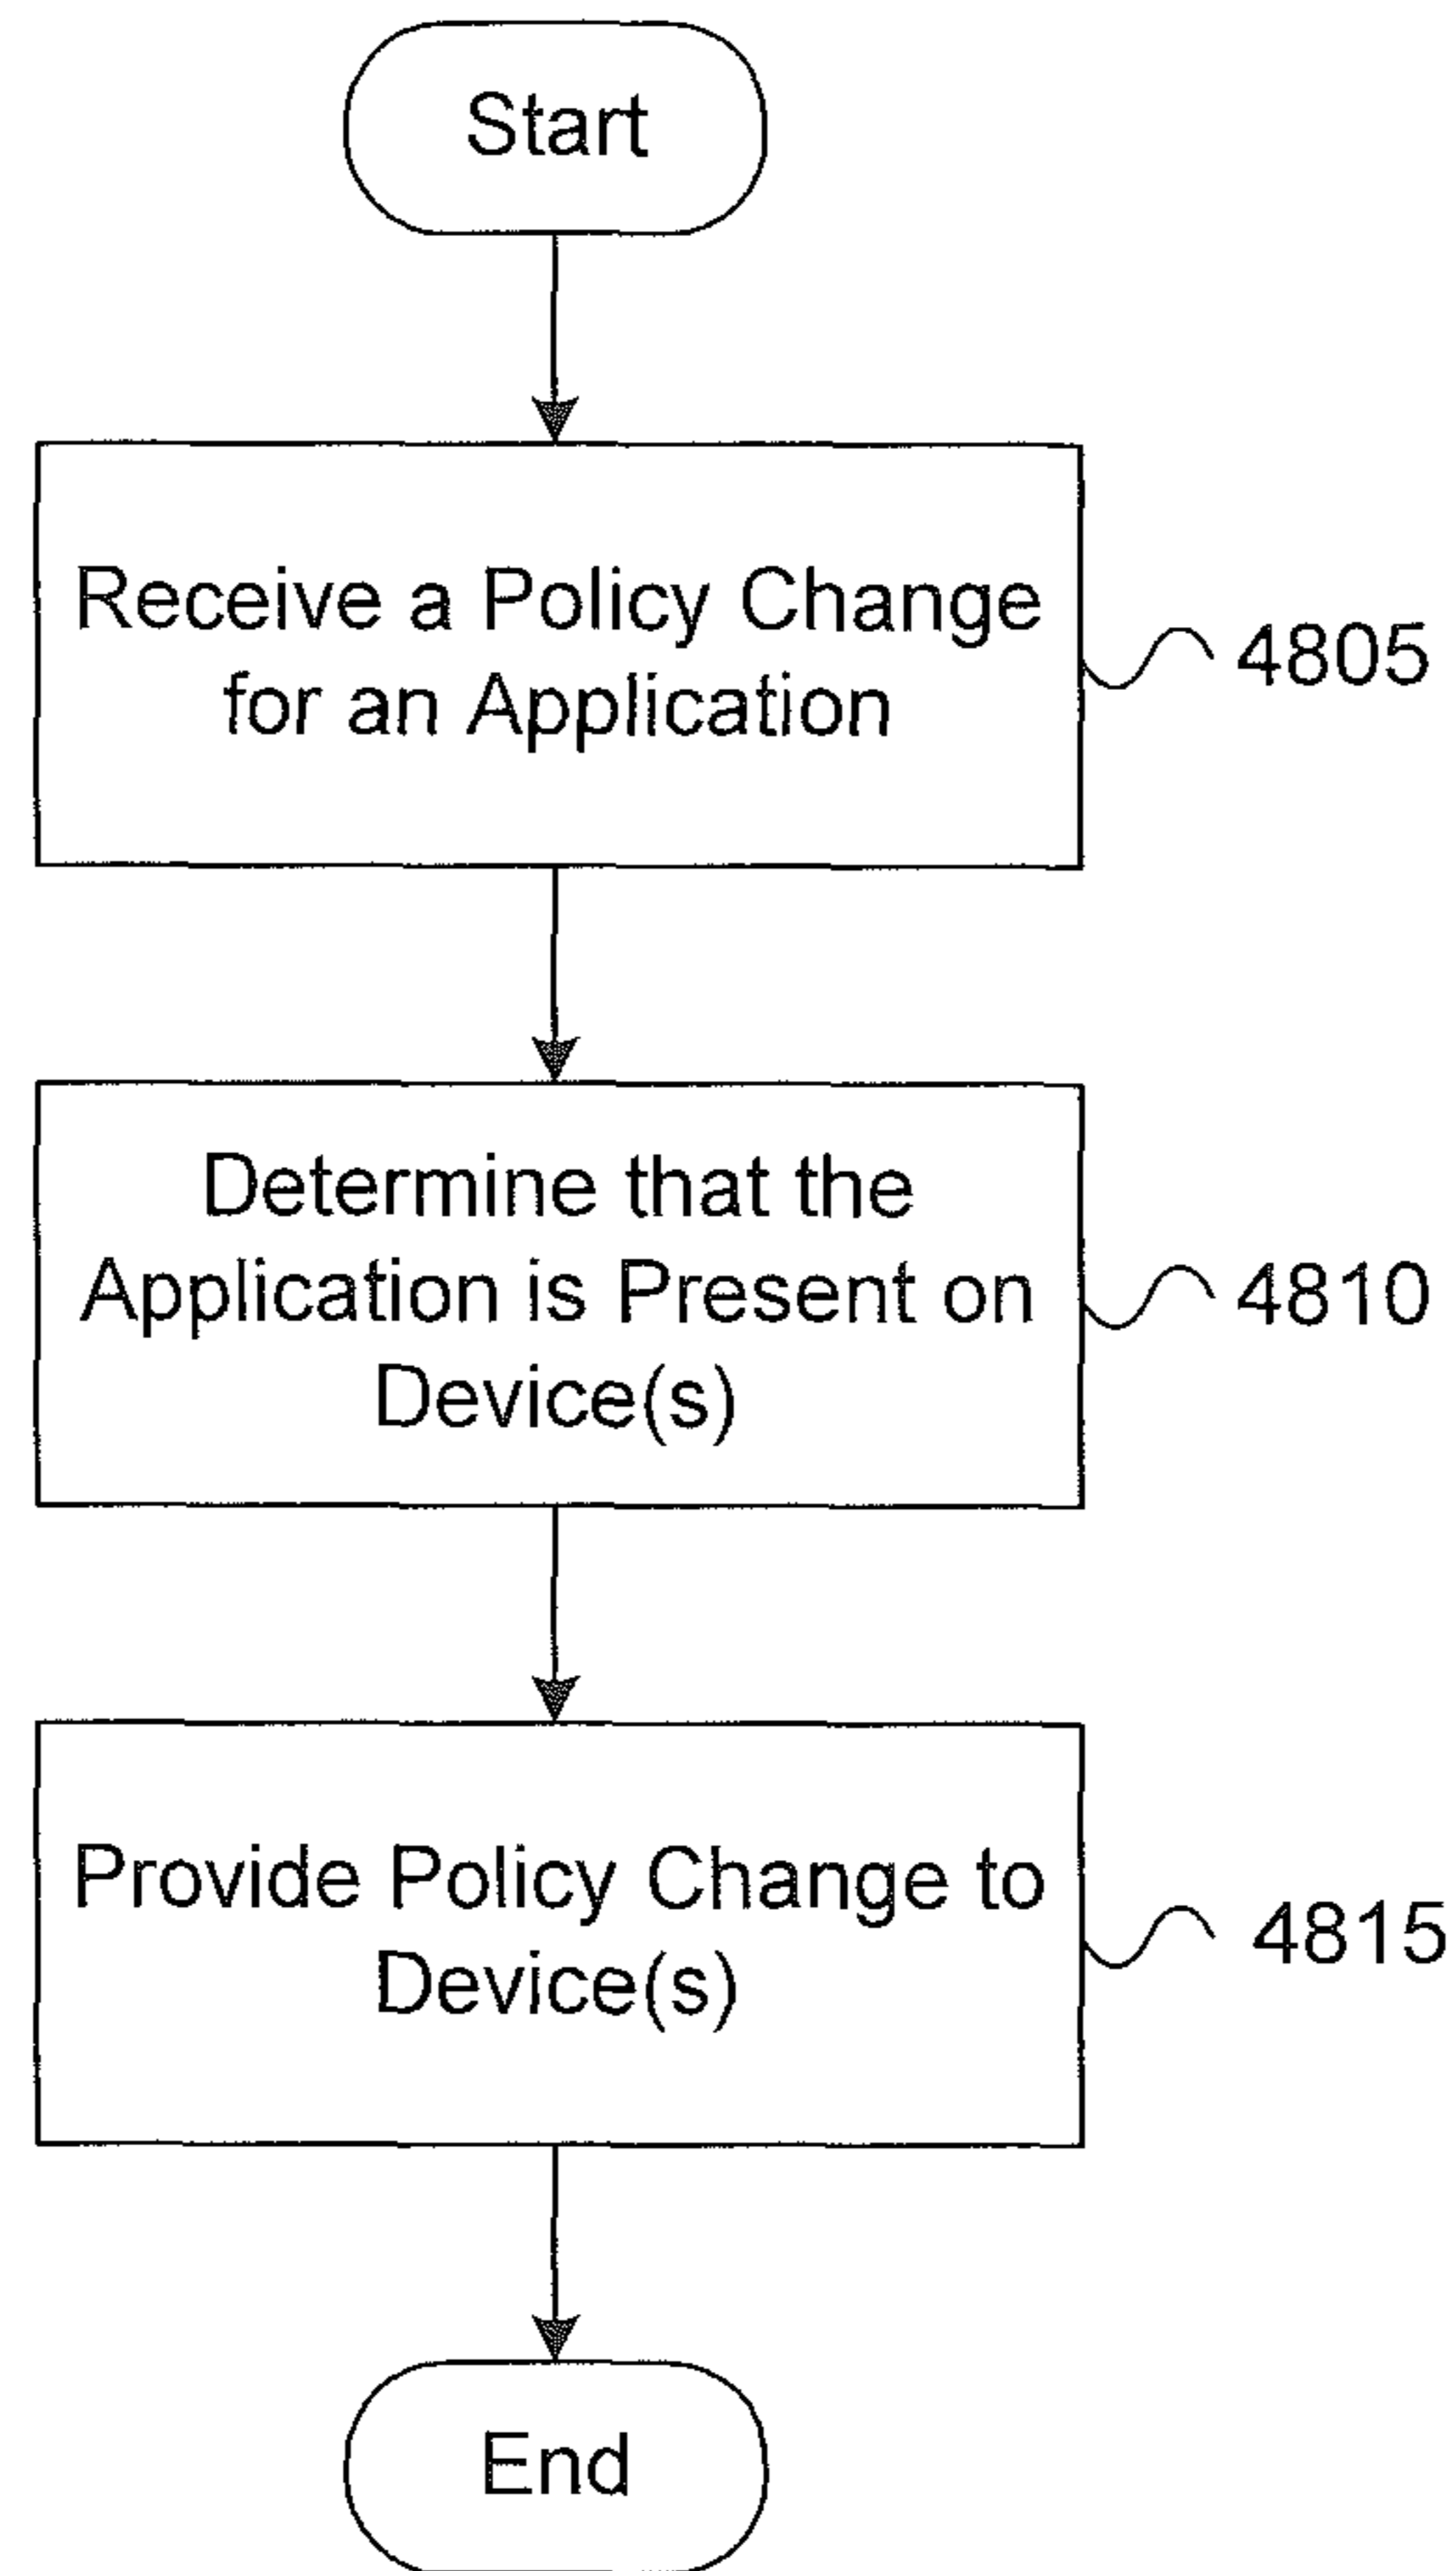 Start
Receive a Policy Change
for an Application
4805
Determine that the
Application is Present on
Device(s)
4810
Provide Policy Change to
Device(s)
4815
End